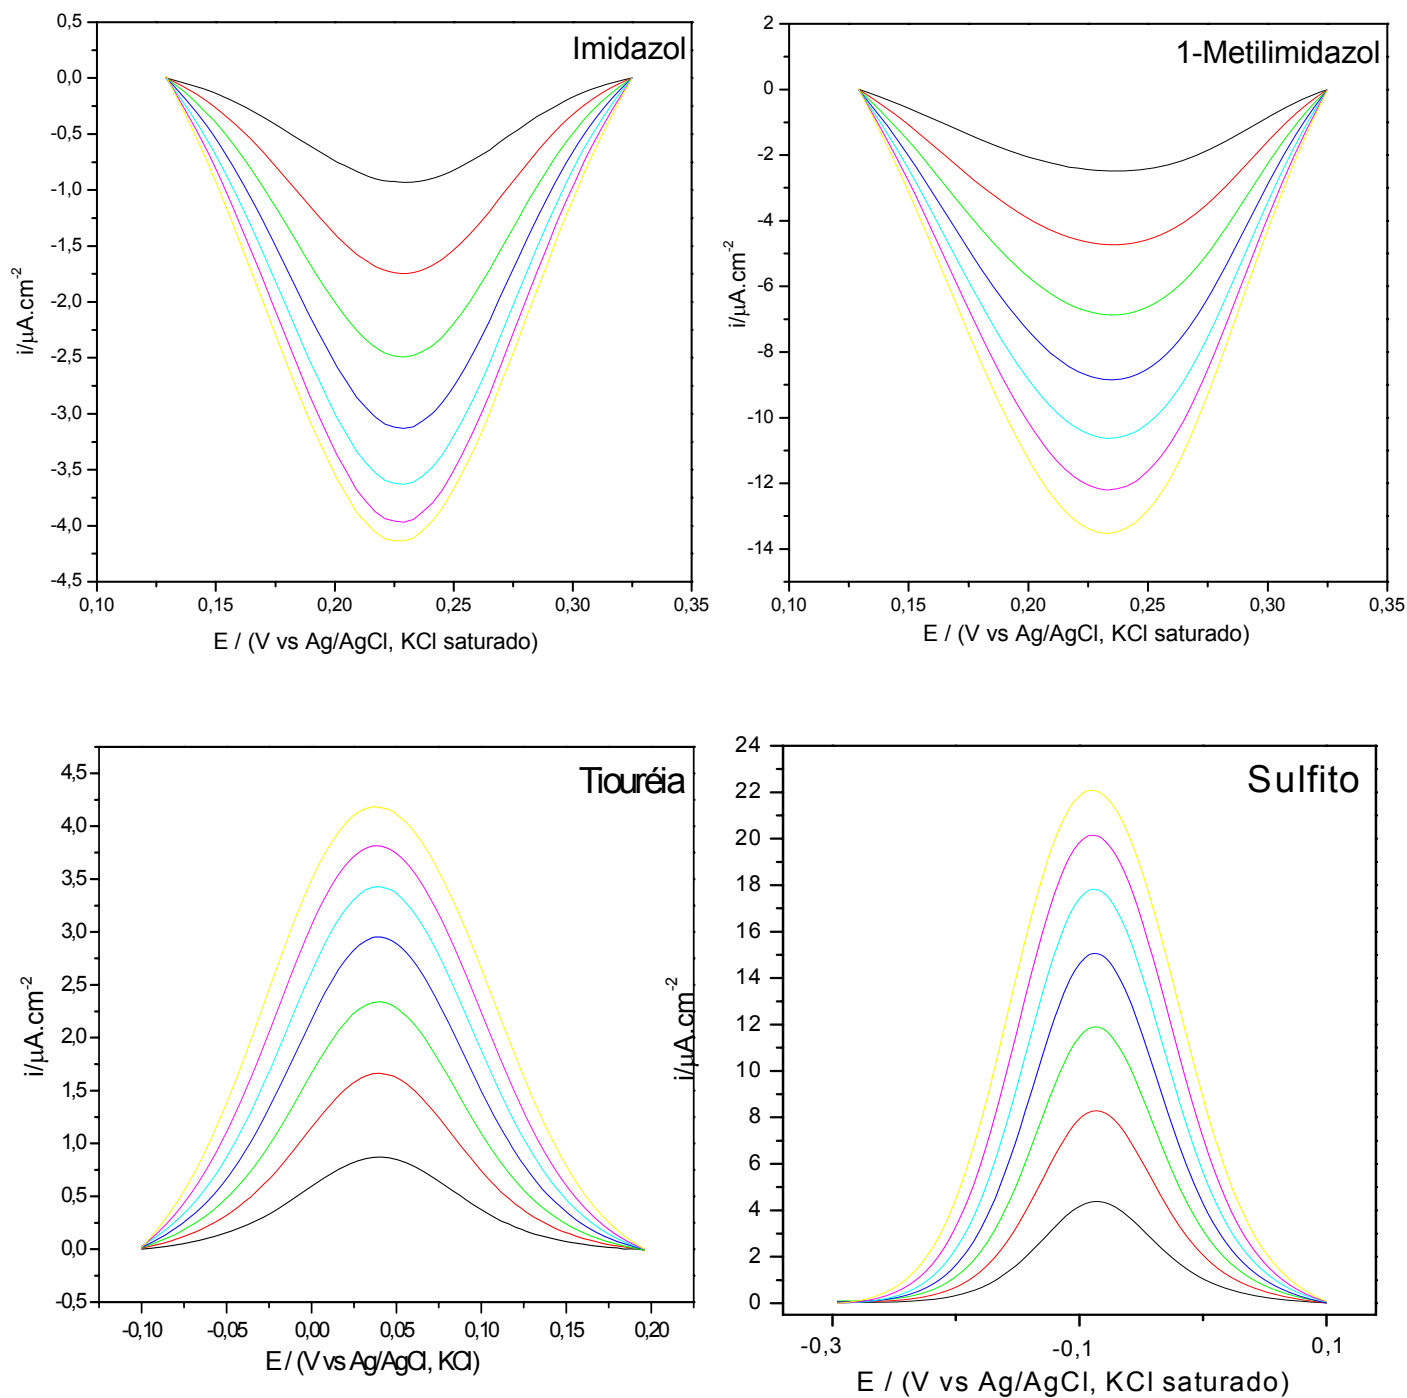 Imidazol
0,5
0,0
-0,5
-1,0
-1,5
-2,0
-2,5
-3,0
-3,5
-4,0
-4,5
0,10 0,15 0,20 0,25 0,30 0,35
i/μA.cm-2
E / (V vs Ag/AgCl, KCl saturado)
1-Metilimidazol
2
0
-2
-4
-6
-8
-10
-12
-14
0,10 0,15 0,20 0,25 0,30 0,35
i/μA.cm-2
E / (V vs Ag/AgCl, KCl saturado)
Tiouréia
4,5
4,0
3,5
3,0
2,5
2,0
1,5
1,0
0,5
0,0
-0,5
-0,10 -0,05 0,00 0,05 0,10 0,15 0,20
i/μA.cm-2
E / (V vs Ag/AgCl, KCl)
Sulfito
24
22
20
18
16
14
12
10
8
6
4
2
0
-0,3 -0,1 0,1
i/μA.cm-2
E / (V vs Ag/AgCl, KCl saturado)